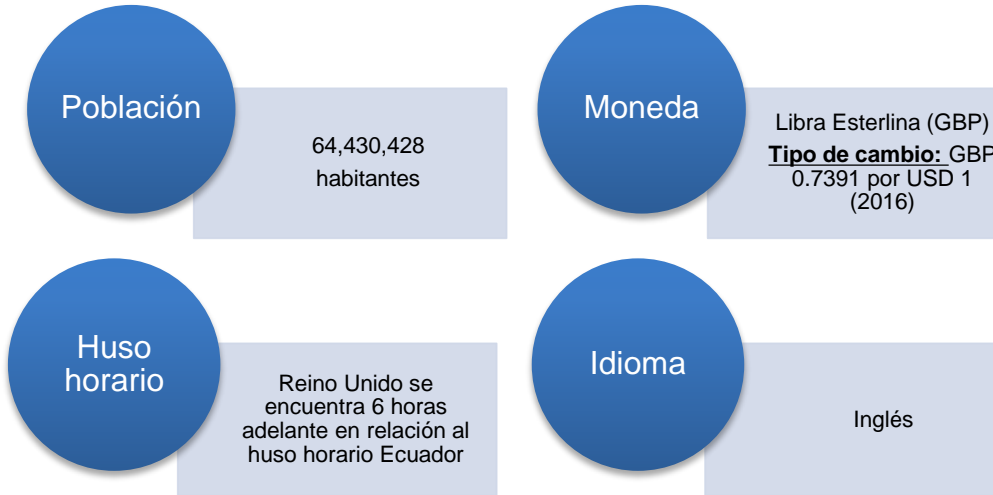 Población
64,430,428
habitantes
Moneda
Libra Esterlina (GBP)
Tipo de cambio: GBP
0.7391 por USD 1
(2016)
Huso
horario
Reino Unido se
encuentra 6 horas
adelante en relación al
huso horario Ecuador
Idioma
Inglés